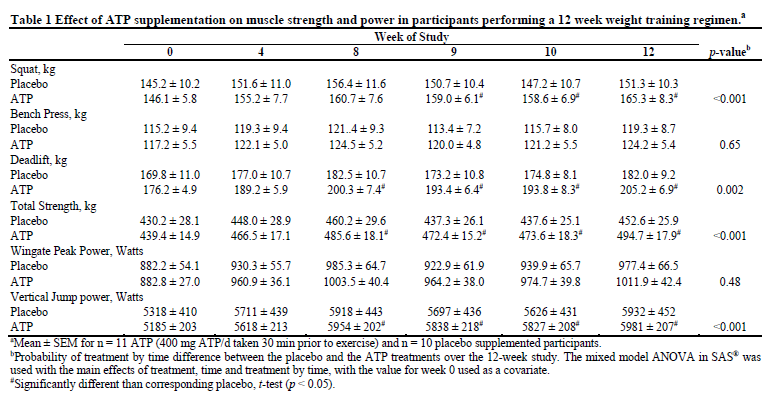 Table 1 Effect of ATP supplementation on muscle strength and power in participants performing a 12 week weight training regimen.ᵃ
Week of Study
0 4 8 9 10 12 p-valueᵇ
Squat, kg
Placebo 145.2 ± 10.2 151.6 ± 11.0 156.4 ± 11.6 150.7 ± 10.4 147.2 ± 10.7 151.3 ± 10.3
ATP 146.1 ± 5.8 155.2 ± 7.7 160.7 ± 7.6 159.0 ± 6.1# 158.6 ± 6.9# 165.3 ± 8.3# <0.001
Bench Press, kg
Placebo 115.2 ± 9.4 119.3 ± 9.4 121..4 ± 9.3 113.4 ± 7.2 115.7 ± 8.0 119.3 ± 8.7
ATP 117.2 ± 5.5 122.1 ± 5.0 124.5 ± 5.2 120.0 ± 4.8 121.2 ± 5.5 124.2 ± 5.4 0.65
Deadlift, kg
Placebo 169.8 ± 11.0 177.0 ± 10.7 182.5 ± 10.7 173.2 ± 10.8 174.8 ± 8.1 182.0 ± 9.2
ATP 176.2 ± 4.9 189.2 ± 5.9 200.3 ± 7.4# 193.4 ± 6.4# 193.8 ± 8.3# 205.2 ± 6.9# 0.002
Total Strength, kg
Placebo 430.2 ± 28.1 448.0 ± 28.9 460.2 ± 29.6 437.3 ± 26.1 437.6 ± 25.1 452.6 ± 25.9
ATP 439.4 ± 14.9 466.5 ± 17.1 485.6 ± 18.1# 472.4 ± 15.2# 473.6 ± 18.3# 494.7 ± 17.9# <0.001
Wingate Peak Power, Watts
Placebo 882.2 ± 54.1 930.3 ± 55.7 985.3 ± 64.7 922.9 ± 61.9 939.9 ± 65.7 977.4 ± 66.5
ATP 882.8 ± 27.0 960.9 ± 36.1 1003.5 ± 40.4 964.2 ± 38.0 974.7 ± 39.8 1011.9 ± 42.4 0.48
Vertical Jump power, Watts
Placebo 5318 ± 410 5711 ± 439 5918 ± 443 5697 ± 436 5626 ± 431 5932 ± 452
ATP 5185 ± 203 5618 ± 213 5954 ± 202# 5838 ± 218# 5827 ± 208# 5981 ± 207# <0.001
ᵃMean ± SEM for n = 11 ATP (400 mg ATP/d taken 30 min prior to exercise) and n = 10 placebo supplemented participants.
ᵇProbability of treatment by time difference between the placebo and the ATP treatments over the 12-week study. The mixed model ANOVA in SAS® was
used with the main effects of treatment, time and treatment by time, with the value for week 0 used as a covariate.
#Significantly different than corresponding placebo, t-test (p < 0.05).